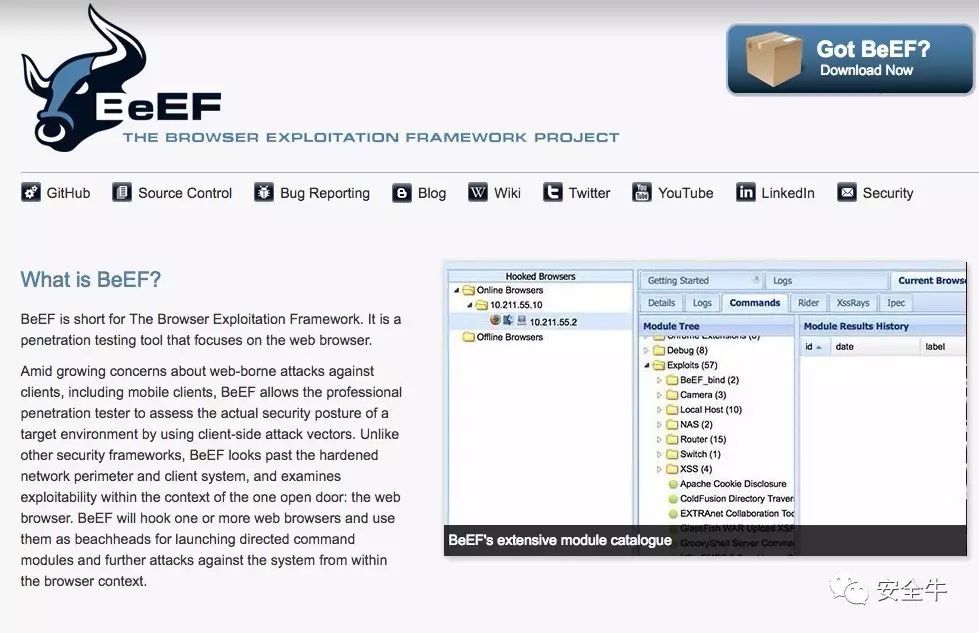 BeEF
THE BROWSER EXPLOITATION FRAMEWORK PROJECT
Got BeEF?
Download Now
GitHub Source Control Bug Reporting Blog Wiki Twitter YouTube LinkedIn Security
What is BeEF?
BeEF is short for The Browser Exploitation Framework. It is a
penetration testing tool that focuses on the web browser.
Amid growing concerns about web-borne attacks against
clients, including mobile clients, BeEF allows the professional
penetration tester to assess the actual security posture of a
target environment by using client-side attack vectors. Unlike
other security frameworks, BeEF looks past the hardened
network perimeter and client system, and examines
exploitability within the context of the one open door: the web
browser. BeEF will hook one or more web browsers and use
them as beachheads for launching directed command
modules and further attacks against the system from within
the browser context.
Hooked Browsers
Online Browsers
10.211.55.10
10.211.55.2
Offline Browsers
Getting Started Logs Current Browse
Details Logs Commands Rider XssRays Ipec
Module Tree
Chrome Extensions (6)
Debug (8)
Exploits (57)
BeEF_bind (2)
Camera (3)
Local Host (10)
NAS (2)
Router (15)
Switch (1)
XSS (4)
Apache Cookie Disclosure
ColdFusion Directory Traver
EXTRAnet Collaboration Too
GlassFish WAR Upload XSR
GroovyShell Server Comma
Module Results History
id date label
BeEF's extensive module catalogue
安全牛